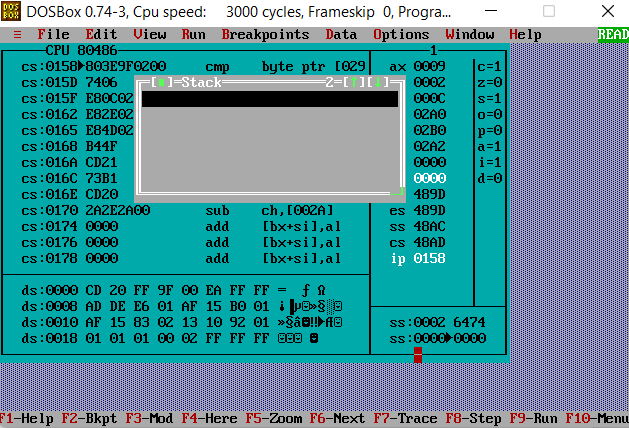 DOSBox 0.74-3, Cpu speed: 3000 cycles, Frameskip 0, Progra...
≡ File Edit View Run Breakpoints Data Options Window Help READ
CPU 80486 1
cs:0158►803E9F0200 cmp byte ptr [029 ax 0009 c=1
cs:015D 7406 0002 z=0
cs:015F E80C02 000C s=1
cs:0162 E82E02 02A0 o=0
cs:0165 E84D02 02B0 p=0
cs:0168 B44F 02A2 a=1
cs:016A CD21 0000 i=1
cs:016C 73B1 0000 d=0
cs:016E CD20 489D
cs:0170 2A2E2A00 sub ch,[002A] es 489D
cs:0174 0000 add [bx+si],al ss 48AC
cs:0176 0000 add [bx+si],al cs 48AD
cs:0178 0000 add [bx+si],al ip 0158
Stack 2
ds:0000 CD 20 FF 9F 00 EA FF FF = ƒ Ω
ds:0008 AD DE E6 01 AF 15 B0 01
ds:0010 AF 15 83 02 13 10 92 01
ds:0018 01 01 01 00 02 FF FF FF
ss:0002 6474
ss:0000►0000
F1-Help F2-Bkpt F3-Mod F4-Here F5-Zoom F6-Next F7-Trace F8-Step F9-Run F10-Menu